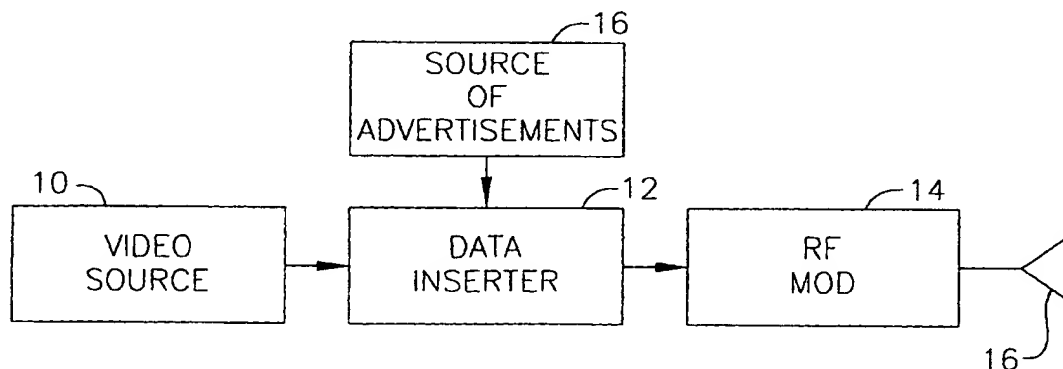 16
SOURCE
OF
ADVERTISEMENTS
10
12
14
VIDEO
SOURCE
DATA
INSERTER
RF
MOD
16